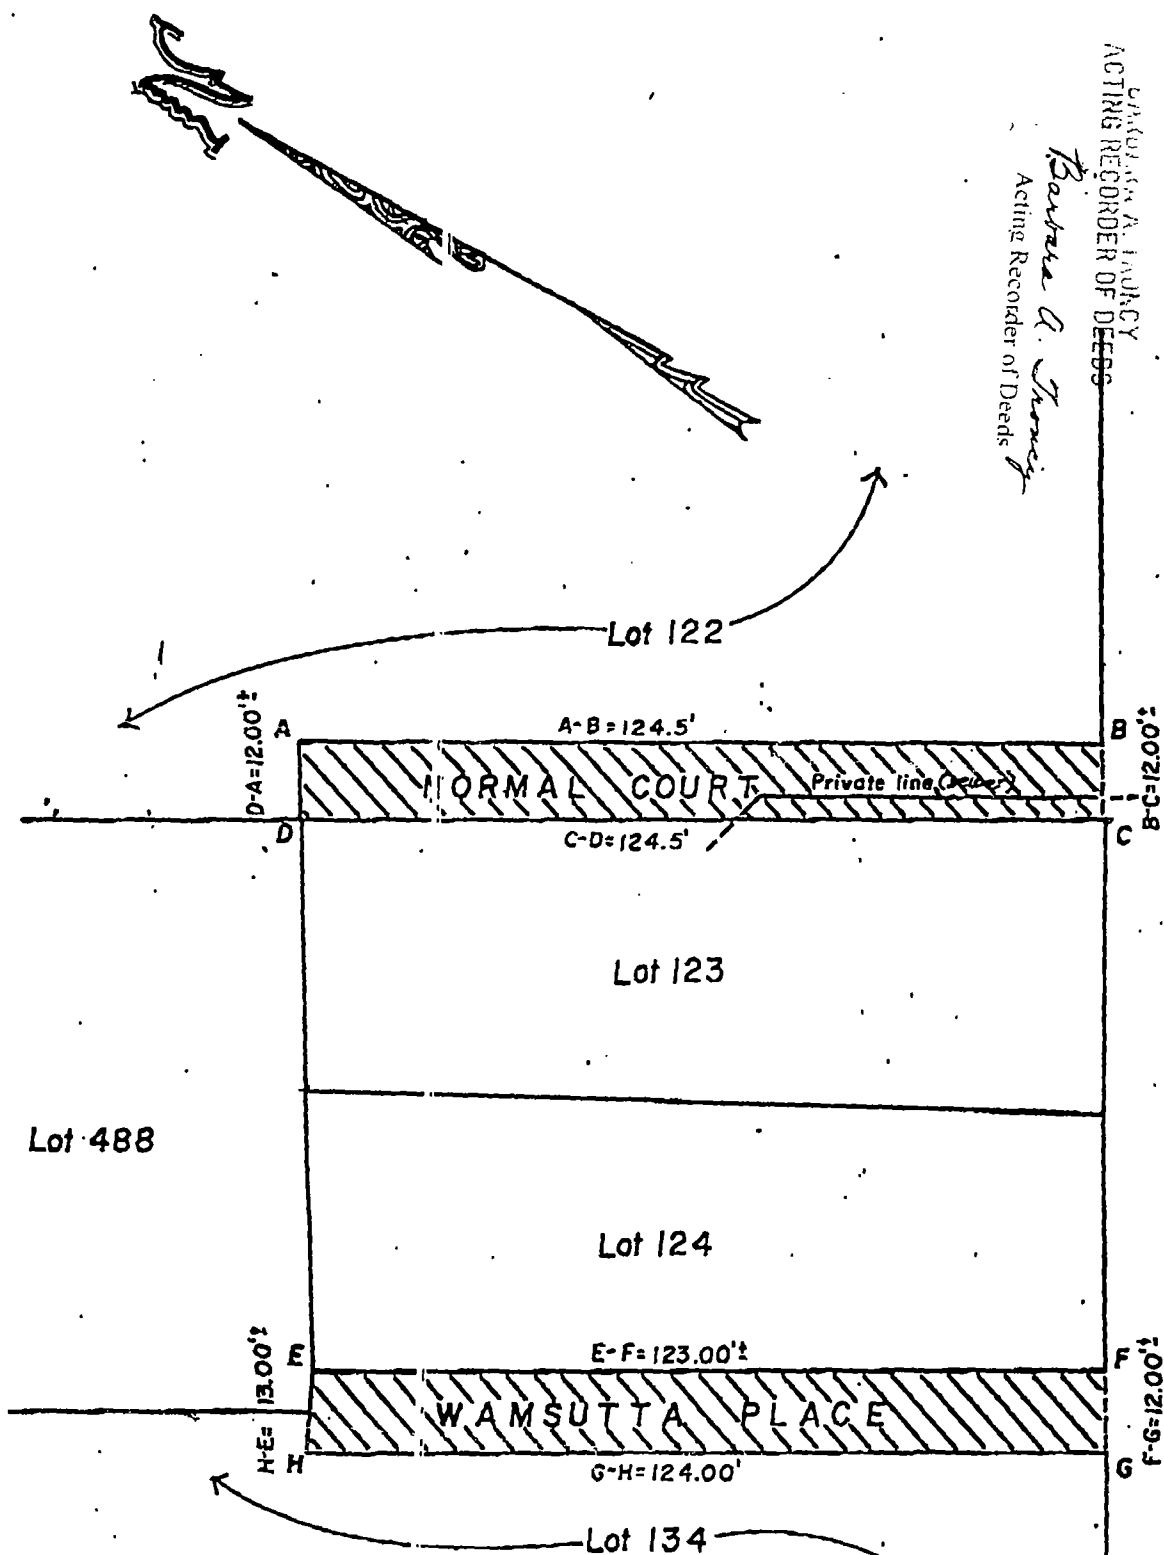 ACTING RECORDER OF DEEDS
Barbara A.
Acting Recorder of Deeds
Lot 122
D-A=12.00'±
A
A-B=124.5'
B
NORMAL COURT
Private line (sewer)
B-C=12.00'±
D
C-D=124.5'
C
Lot 123
Lot 488
Lot 124
H-E=13.00'±
E
E-F=123.00'±
F
WAMSUTTA PLACE
F-G=12.00'±
H
G-H=124.00'
G
Lot 134